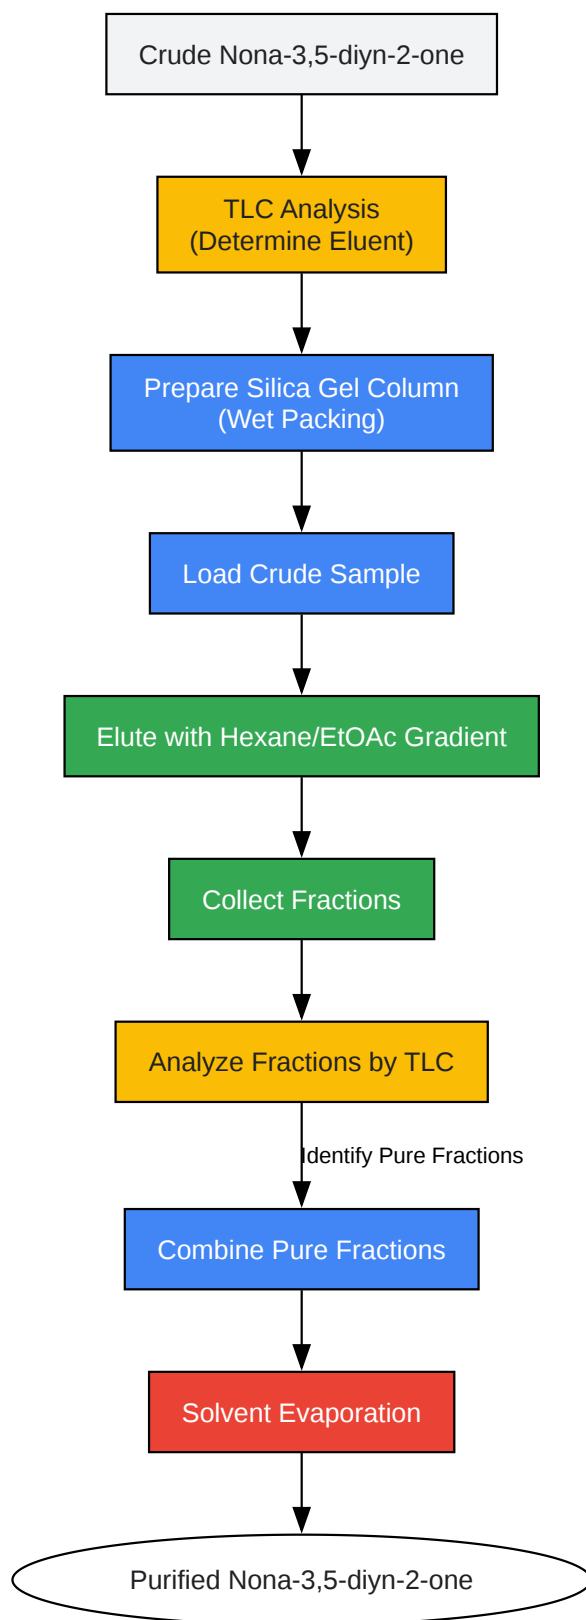 Crude Nona-3,5-diyn-2-one
TLC Analysis
(Determine Eluent)
Prepare Silica Gel Column
(Wet Packing)
Load Crude Sample
Elute with Hexane/EtOAc Gradient
Collect Fractions
Analyze Fractions by TLC
Identify Pure Fractions
Combine Pure Fractions
Solvent Evaporation
Purified Nona-3,5-diyn-2-one